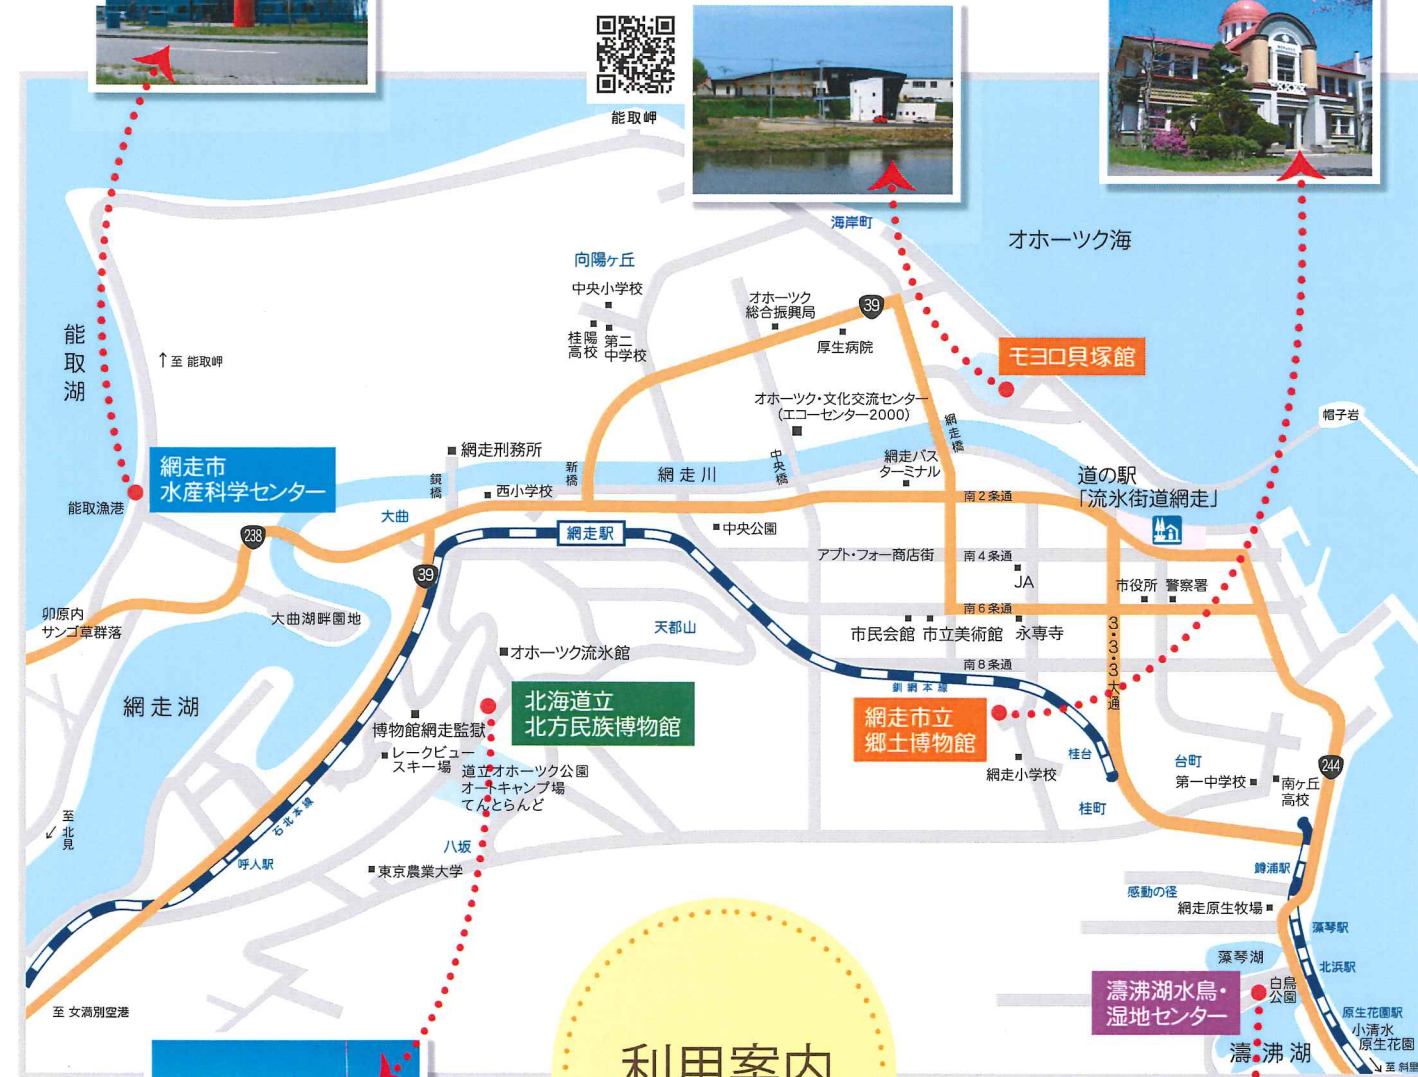 能取岬
オホーツク海
海岸町
向陽ヶ丘
中央小学校
桂陽
高校
第二
中学校
オホーツク
総合振興局
39
厚生病院
モヨロ貝塚館
能取湖
↑至 能取岬
オホーツク・文化交流センター
(エコーセンター2000)
網走橋
帽子岩
網走市
水産科学センター
能取漁港
網走刑務所
鏡橋
西小学校
新橋
網走川
中央橋
網走バス
ターミナル
道の駅
「流氷街道網走」
南2条通
大曲
238
網走駅
中央公園
アプト・フォー商店街
南4条通
JA
市役所
警察署
39
卯原内
サンゴ草群落
大曲湖畔園地
天都山
南6条通
市民会館
市立美術館
永専寺
3・3・3大通
オホーツク流氷館
南8条通
釧網本線
網走湖
北海道立
北方民族博物館
網走市立
郷土博物館
博物館網走監獄
レークビュー
スキー場
道立オホーツク公園
オートキャンプ場
てんとらんど
桂台
網走小学校
台町
第一中学校
南ヶ丘
高校
244
桂町
至北見
石北本線
呼人駅
八坂
東京農業大学
鱒浦駅
感動の径
網走原生牧場
藻琴駅
藻琴湖
北浜駅
濤沸湖水鳥・
湿地センター
白鳥
公園
至 女満別空港
原生花園駅
小清水
原生花園
濤沸湖
至 斜里
利用案内